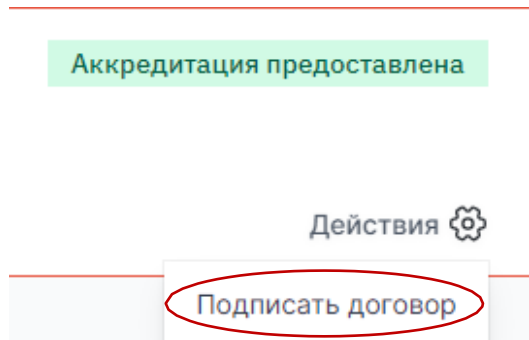 Аккредитация предоставлена
Действия
Подписать договор